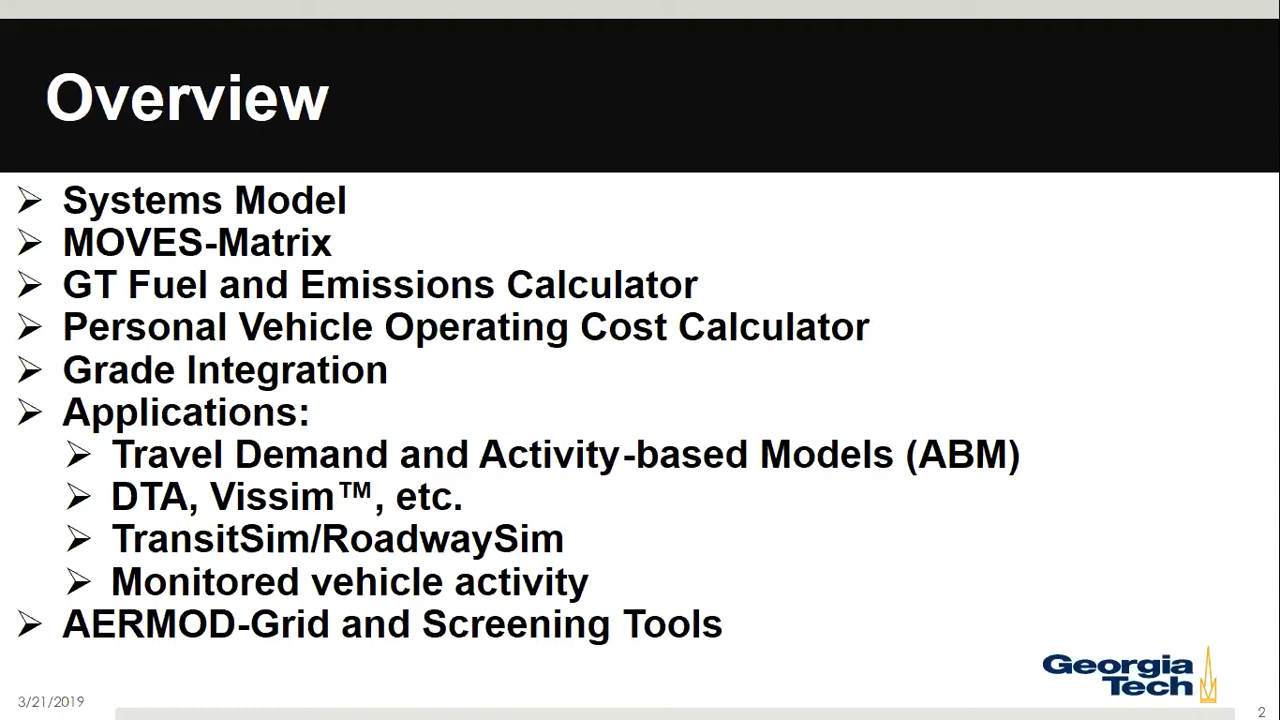 Overview
Systems Model
MOVES-Matrix
GT Fuel and Emissions Calculator
Personal Vehicle Operating Cost Calculator
Grade Integration
Applications:
Travel Demand and Activity-based Models (ABM)
DTA, Vissim™, etc.
TransitSim/RoadwaySim
Monitored vehicle activity
AERMOD-Grid and Screening Tools
Georgia
Tech
3/21/2019
2